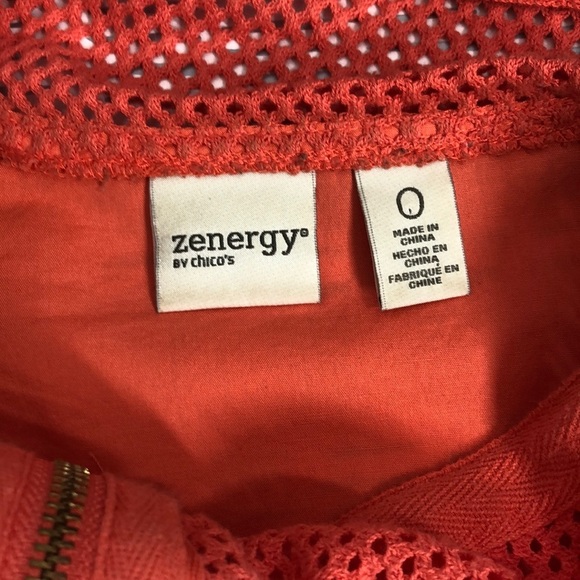 zenergy®
BY chico's
0
MADE IN
CHINA
HECHO EN
CHINA
FABRIQUÉ EN
CHINE